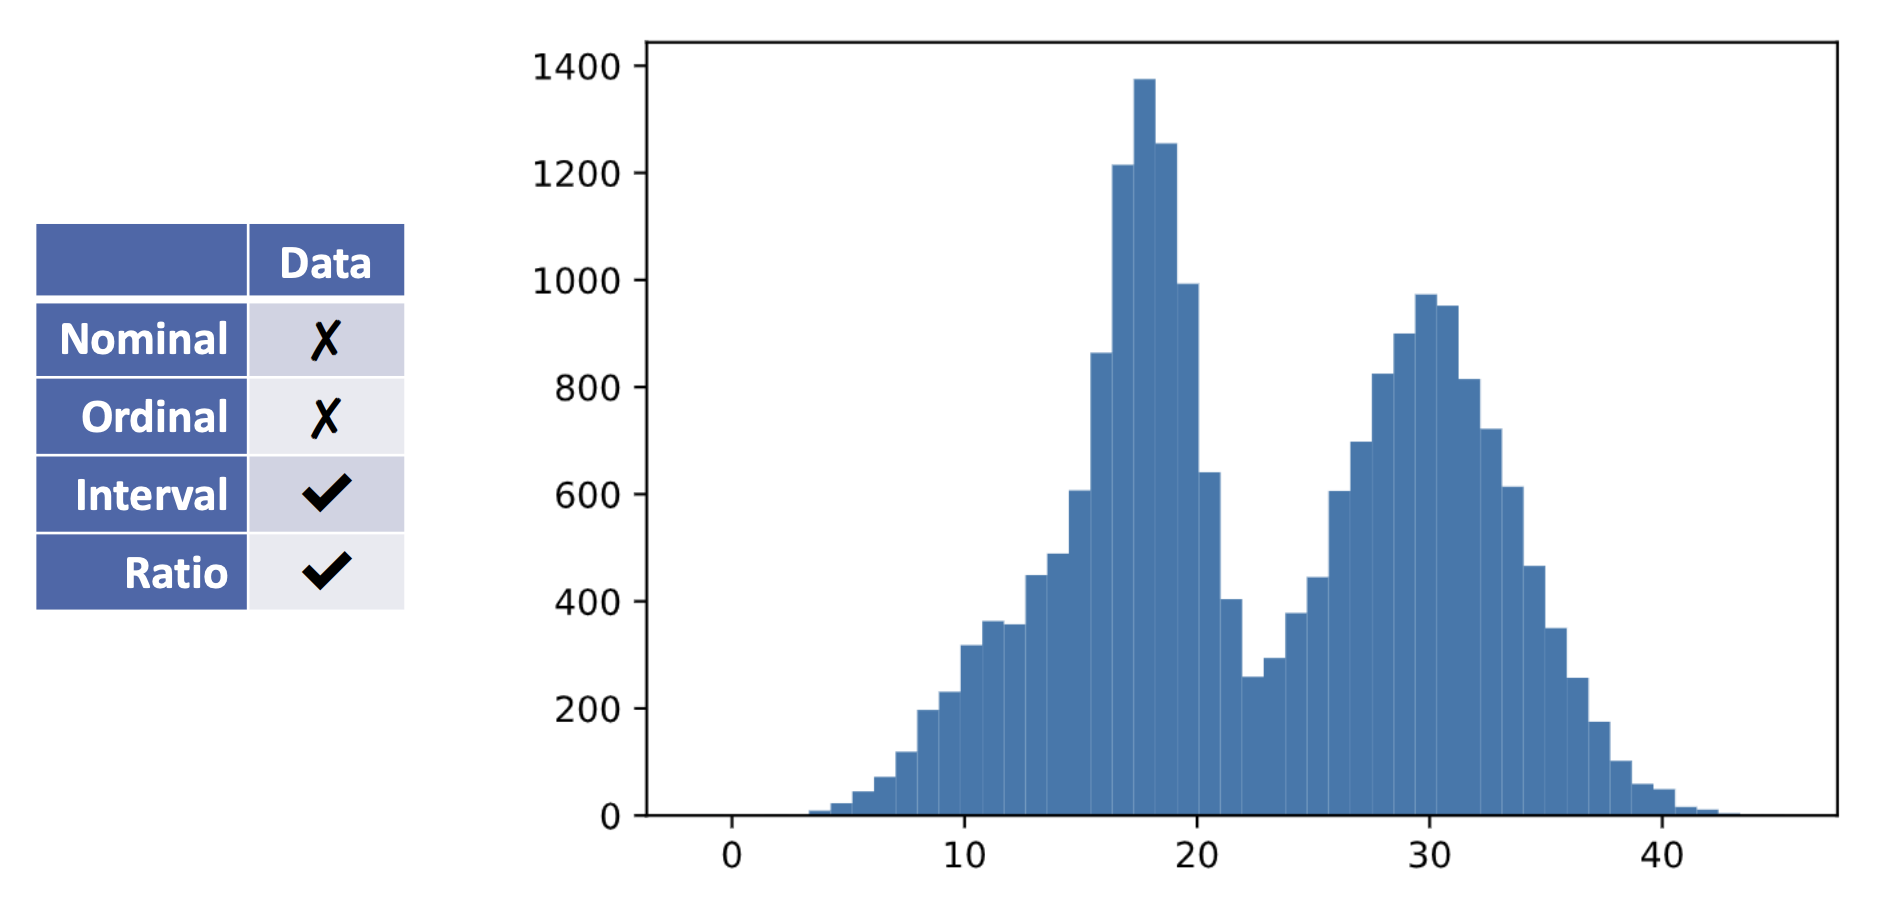 Data
Nominal ✗
Ordinal ✗
Interval ✔
Ratio ✔
1400
1200
1000
800
600
400
200
0
0 10 20 30 40